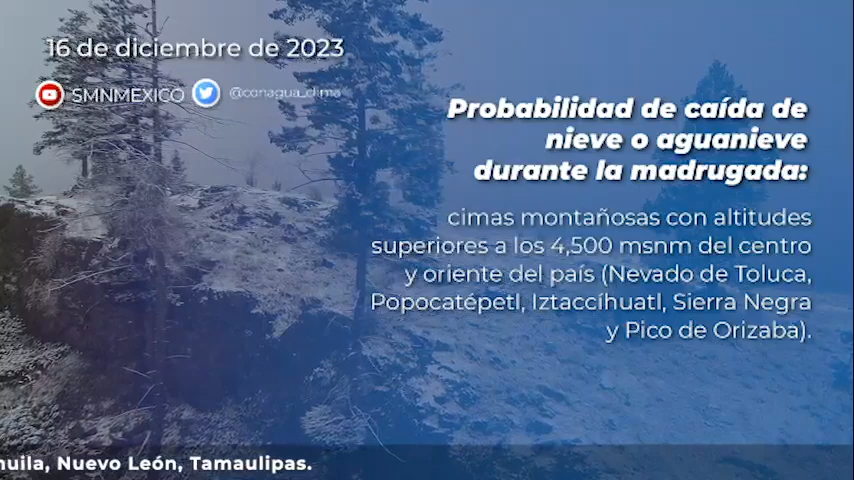 16 de diciembre de 2023
SMNMEXICO @conagua_clima
Probabilidad de caída de
nieve o aguanieve
durante la madrugada:
cimas montañosas con altitudes
superiores a los 4,500 msnm del centro
y oriente del país (Nevado de Toluca,
Popocatépetl, Iztaccíhuatl, Sierra Negra
y Pico de Orizaba).
huila, Nuevo León, Tamaulipas.